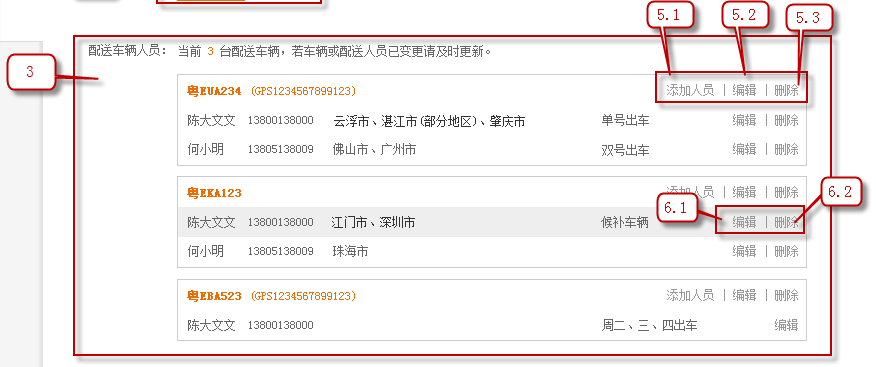 5.1
5.2
5.3
配送车辆人员： 当前 3 台配送车辆，若车辆或配送人员已变更请及时更新。
3
粤EUA234 (GPS1234567899123) 添加人员 | 编辑 | 删除
陈大文文 13800138000 云浮市、湛江市(部分地区)、肇庆市 单号出车 编辑 | 删除
何小明 13805138009 佛山市、广州市 双号出车 编辑 | 删除
粤EKA123 添加人员 | 编辑 | 删除
6.1
6.2
陈大文文 13800138000 江门市、深圳市 候补车辆 编辑 | 删除
何小明 13805138009 珠海市 编辑 | 删除
粤EBA523 (GPS1234567899123) 添加人员 | 编辑 | 删除
陈大文文 13800138000 周二、三、四出车 编辑